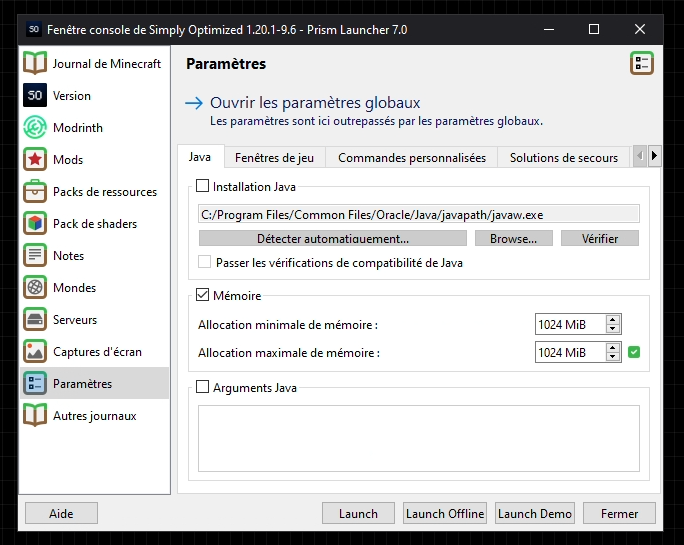 SO Fenêtre console de Simply Optimized 1.20.1-9.6 - Prism Launcher 7.0
Journal de Minecraft
SO Version
Modrinth
Mods
Packs de ressources
Pack de shaders
Notes
Mondes
Serveurs
Captures d'écran
Paramètres
Autres journaux
Paramètres
Ouvrir les paramètres globaux
Les paramètres sont ici outrepassés par les paramètres globaux.
Java Fenêtres de jeu Commandes personnalisées Solutions de secours
Installation Java
C:/Program Files/Common Files/Oracle/Java/javapath/javaw.exe
Détecter automatiquement... Browse... Vérifier
Passer les vérifications de compatibilité de Java
Mémoire
Allocation minimale de mémoire : 1024 MiB
Allocation maximale de mémoire : 1024 MiB
Arguments Java
Aide Launch Launch Offline Launch Demo Fermer